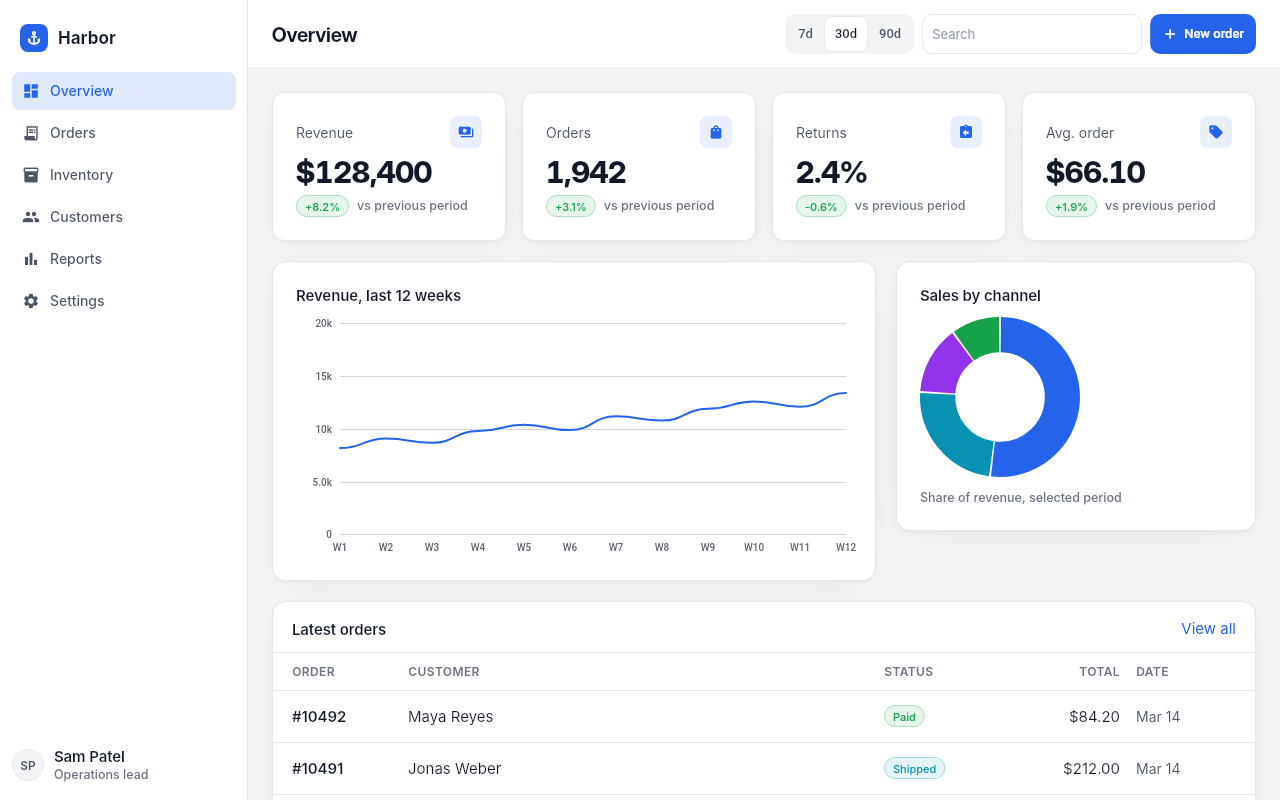 Harbor
Overview
Orders
Inventory
Customers
Reports
Settings
SP
Sam Patel
Operations lead
Overview
7d 30d 90d
Search
New order
Revenue
$128,400
+8.2% vs previous period
Orders
1,942
+3.1% vs previous period
Returns
2.4%
-0.6% vs previous period
Avg. order
$66.10
+1.9% vs previous period
Revenue, last 12 weeks
20k
15k
10k
5.0k
0
W1 W2 W3 W4 W5 W6 W7 W8 W9 W10 W11 W12
Sales by channel
Share of revenue, selected period
Latest orders
View all
ORDER CUSTOMER STATUS TOTAL DATE
#10492 Maya Reyes Paid $84.20 Mar 14
#10491 Jonas Weber Shipped $212.00 Mar 14